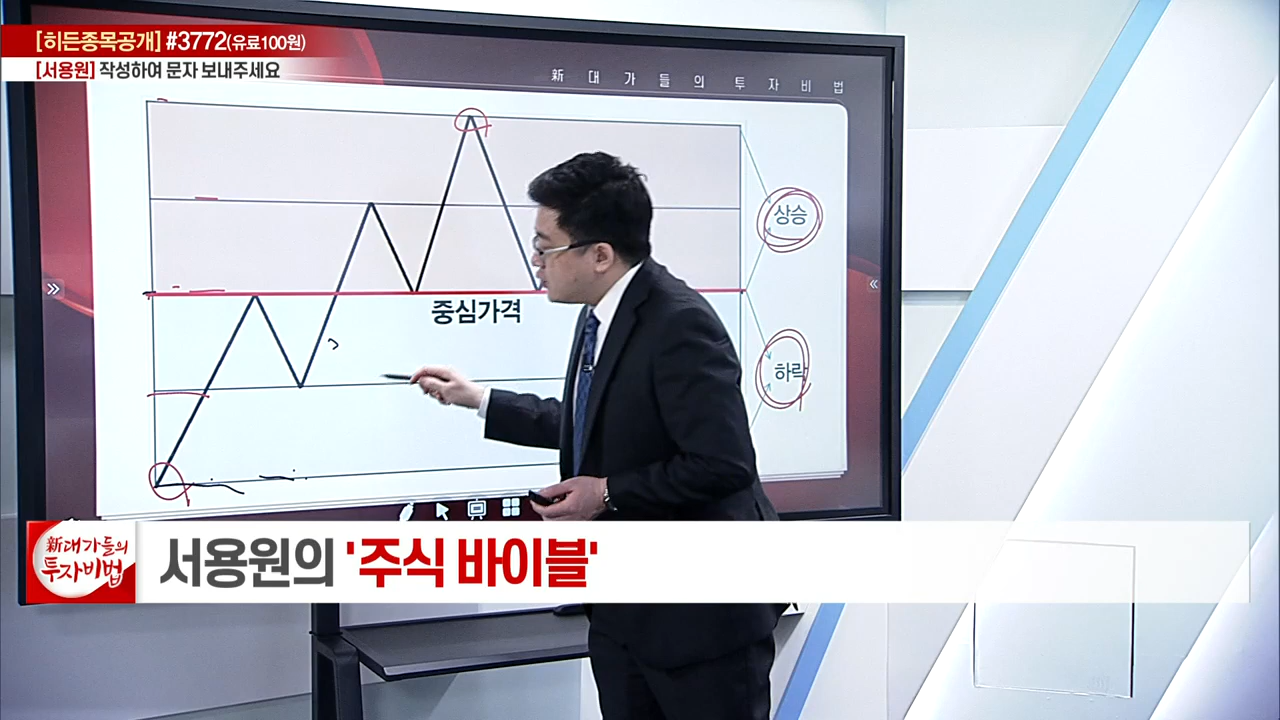 [히든종목공개] #3772(유료100원)
[서용원] 작성하여 문자 보내주세요
新 대 가 들 의 투 자 비 법
상승
중심가격
하락
新대가들의
투자비법
서용원의 '주식 바이블'